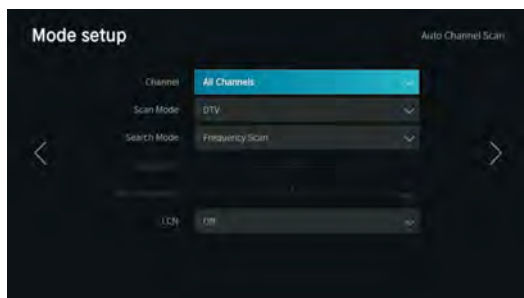 Mode setup
Auto Channel Scan
Channel All Channels
Scan Mode DTV
Search Mode Frequency Scan
LCN Off